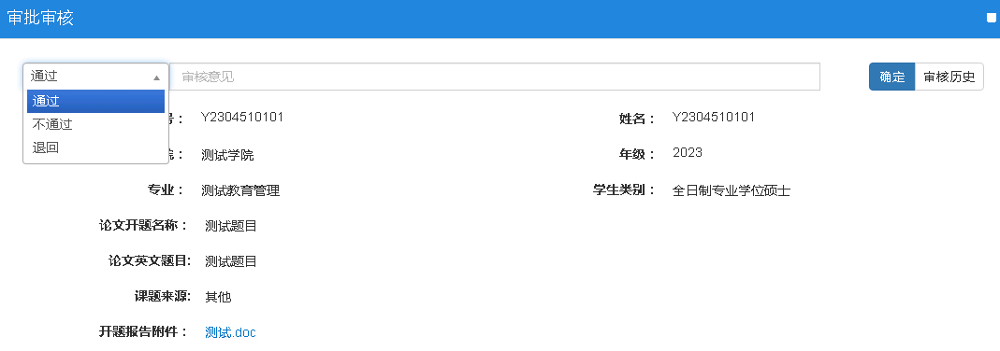 审批审核
通过 审核意见 确定 审核历史
通过
号： Y2304510101 姓名： Y2304510101
不通过
退回
院： 测试学院 年级： 2023
专业： 测试教育管理 学生类别： 全日制专业学位硕士
论文开题名称： 测试题目
论文英文题目: 测试题目
课题来源: 其他
开题报告附件： 测试.doc